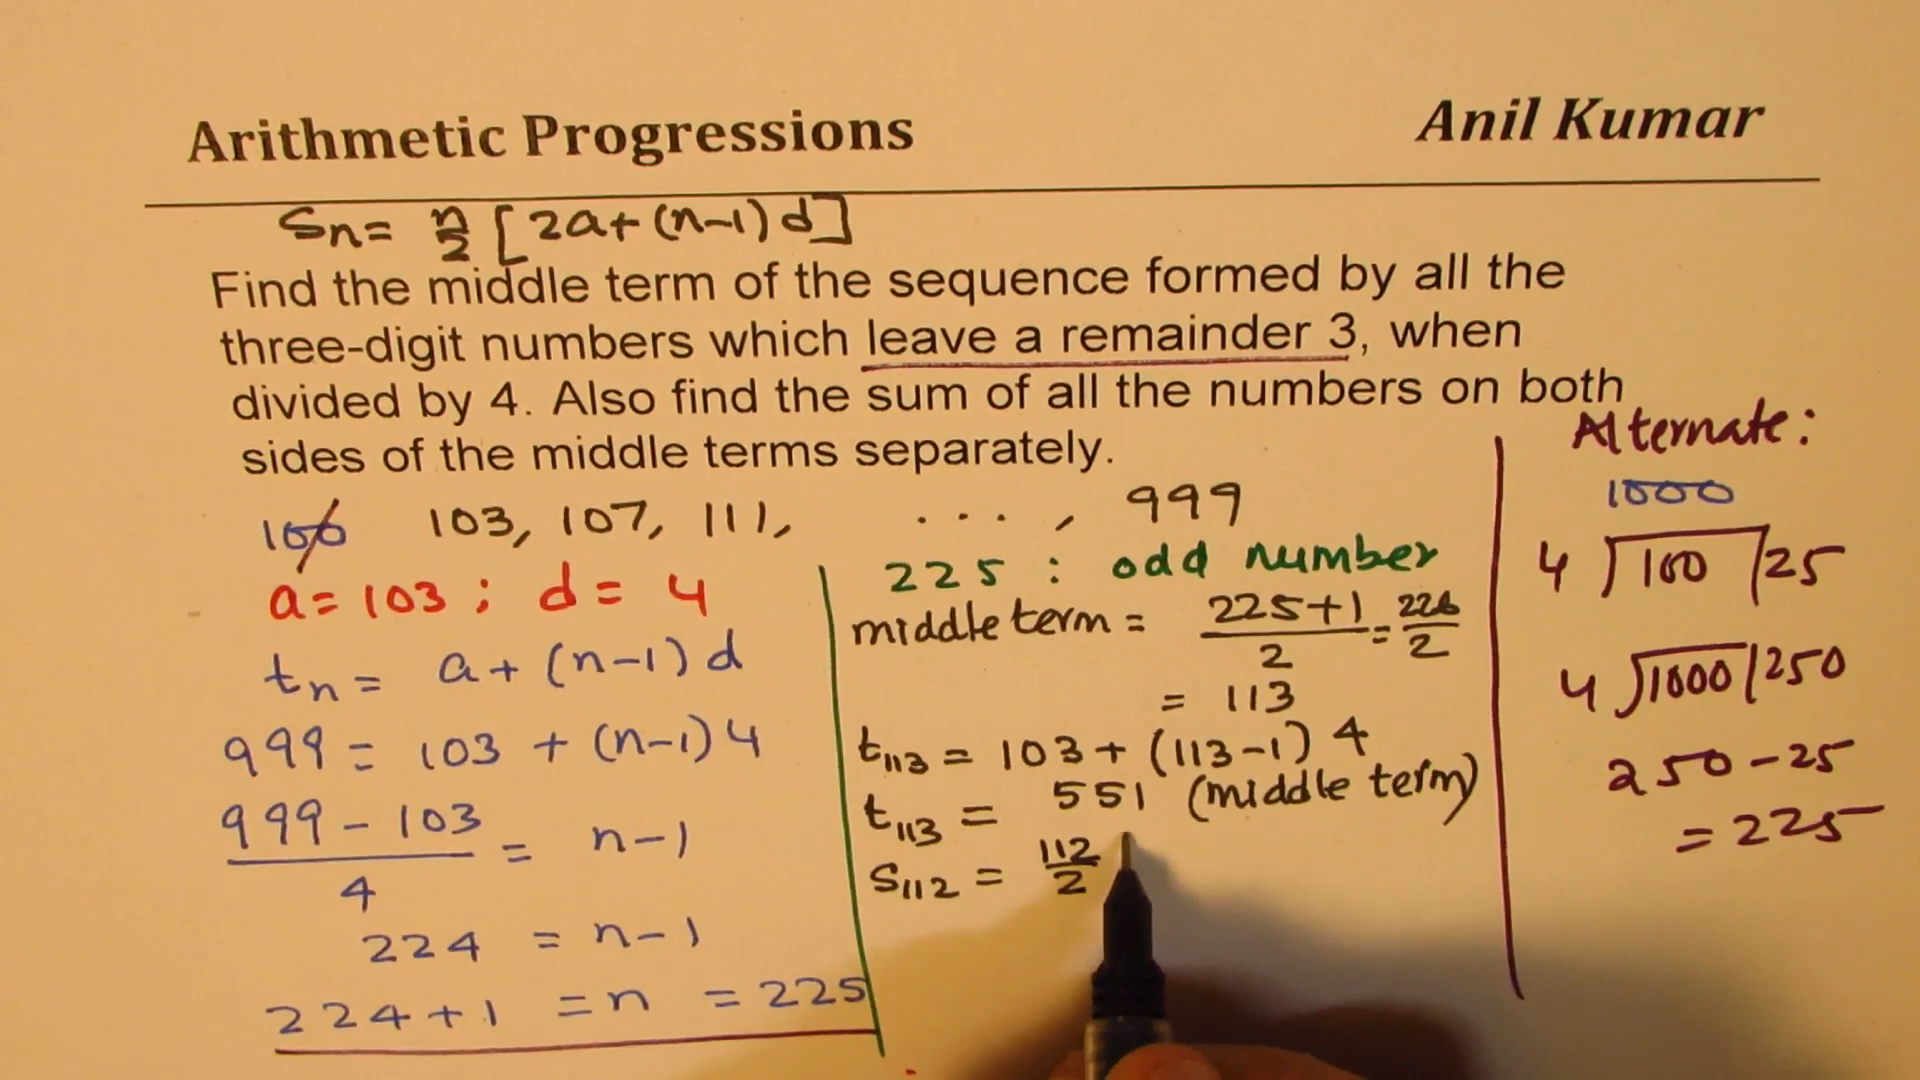 Arithmetic Progressions
Anil Kumar
Sn = n/2 [2a+(n-1)d]
Find the middle term of the sequence formed by all the
three-digit numbers which leave a remainder 3, when
divided by 4. Also find the sum of all the numbers on both
sides of the middle terms separately.
100 103, 107, 111, ..., 999
a=103 ; d= 4
tn = a + (n-1) d
999 = 103 + (n-1) 4
999 - 103 / 4 = n-1
224 = n-1
224+1 = n = 225
225 : odd number
middle term = 225+1 / 2 = 226 / 2
= 113
t113 = 103 + (113-1) 4
t113 = 551 (middle term)
S112 = 112/2
Alternate:
1000
4 ) 100 / 25
4 ) 1000 / 250
250 - 25
= 225